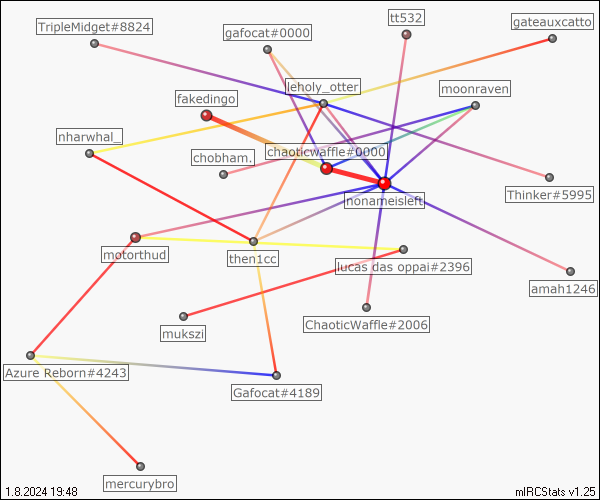 TripleMidget#8824
gafocat#0000
tt532
gateauxcatto
leholy_otter
moonraven
fakedingo
nharwhal_
chobham.
chaoticwaffle#0000
nonameisleft
Thinker#5995
motorthud
then1cc
lucas das oppai#2396
amah1246
mukszi
ChaoticWaffle#2006
Azure Reborn#4243
Gafocat#4189
mercurybro
1.8.2024 19:48
mIRCStats v1.25